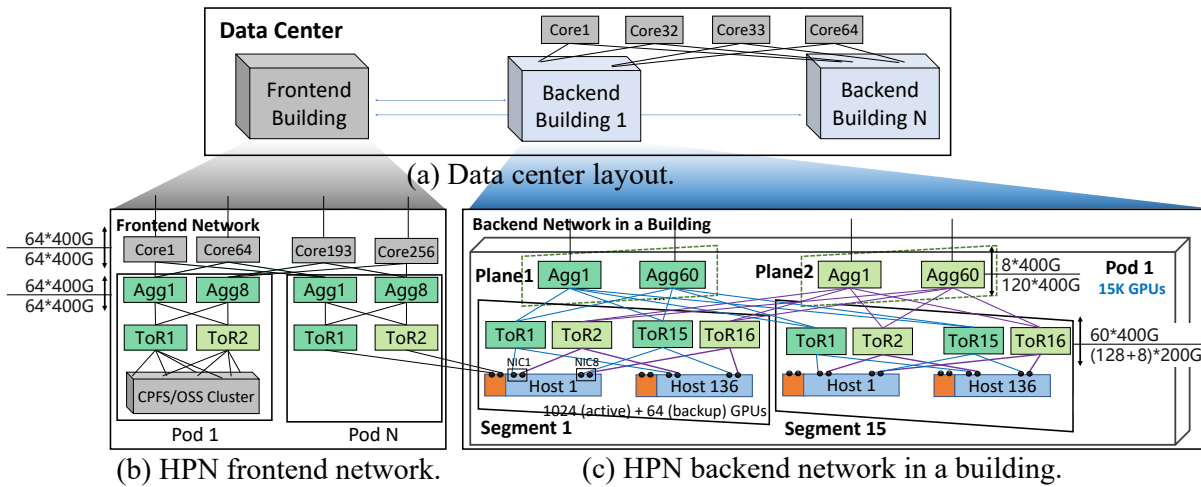 Data Center
Core1 Core32 Core33 Core64
Frontend Building
Backend Building 1
Backend Building N
(a) Data center layout.
Frontend Network
64*400G
64*400G
Core1 Core64 Core193 Core256
64*400G
64*400G
Agg1 Agg8 Agg1 Agg8
ToR1 ToR2 ToR1 ToR2
CPFS/OSS Cluster
Pod 1 Pod N
(b) HPN frontend network.
Backend Network in a Building
Plane1 Agg1 Agg60 Plane2 Agg1 Agg60
8*400G
120*400G
Pod 1
15K GPUs
ToR1 ToR2 ToR15 ToR16 ToR1 ToR2 ToR15 ToR16
60*400G
(128+8)*200G
NIC1 NIC8
Host 1 Host 136 Host 1 Host 136
1024 (active) + 64 (backup) GPUs
Segment 1 Segment 15
(c) HPN backend network in a building.